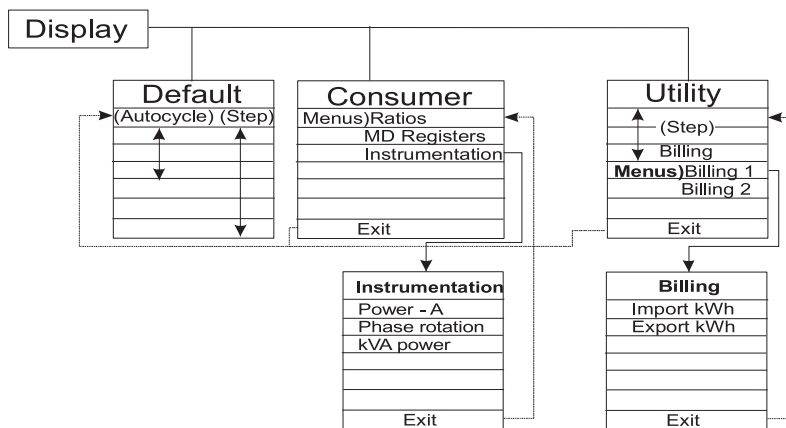 Display
Default
(Autocycle) (Step)
Consumer
Menus)Ratios
MD Registers
Instrumentation
Exit
Utility
(Step)
Billing
Menus)Billing 1
Billing 2
Exit
Instrumentation
Power - A
Phase rotation
kVA power
Exit
Billing
Import kWh
Export kWh
Exit